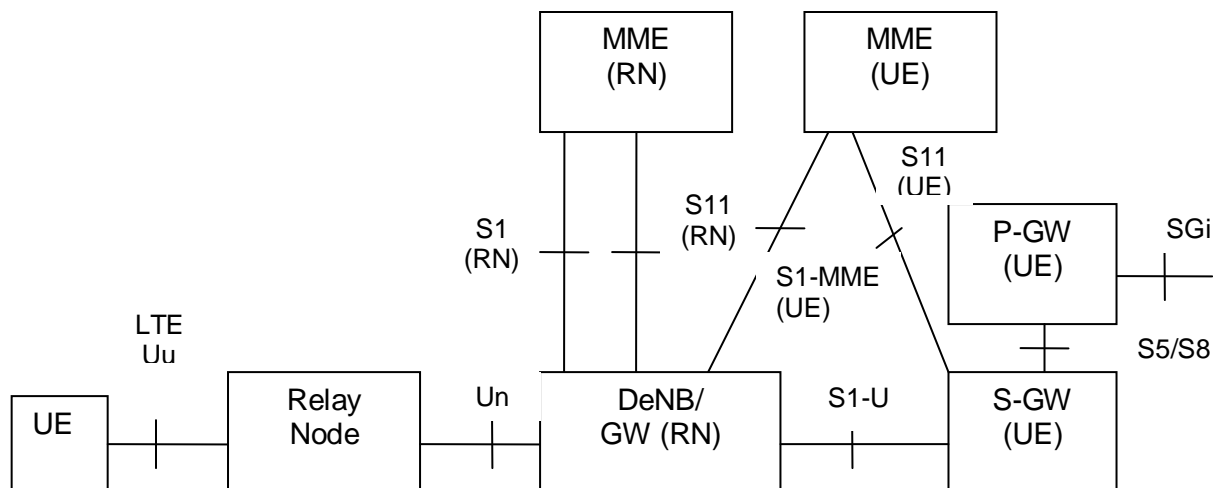 MME
(RN)
MME
(UE)
S11
(UE)
S1
(RN)
S11
(RN)
P-GW
(UE)
SGi
S1-MME
(UE)
LTE
Uu
S5/S8
UE
Relay
Node
Un
DeNB/
GW (RN)
S1-U
S-GW
(UE)